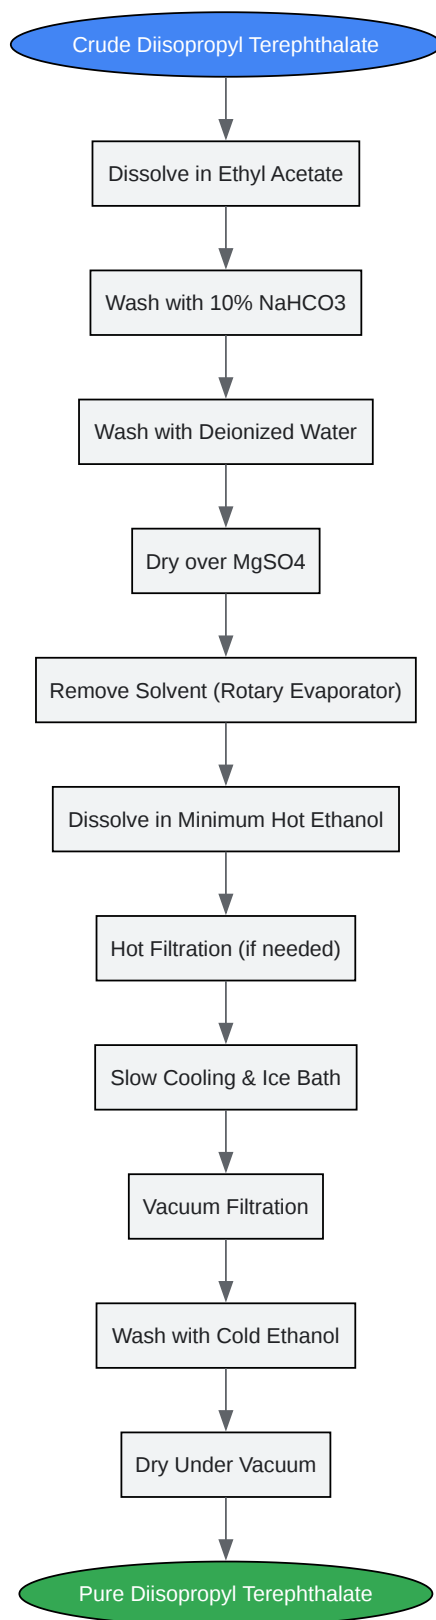 Crude Diisopropyl Terephthalate
Dissolve in Ethyl Acetate
Wash with 10% NaHCO3
Wash with Deionized Water
Dry over MgSO4
Remove Solvent (Rotary Evaporator)
Dissolve in Minimum Hot Ethanol
Hot Filtration (if needed)
Slow Cooling & Ice Bath
Vacuum Filtration
Wash with Cold Ethanol
Dry Under Vacuum
Pure Diisopropyl Terephthalate